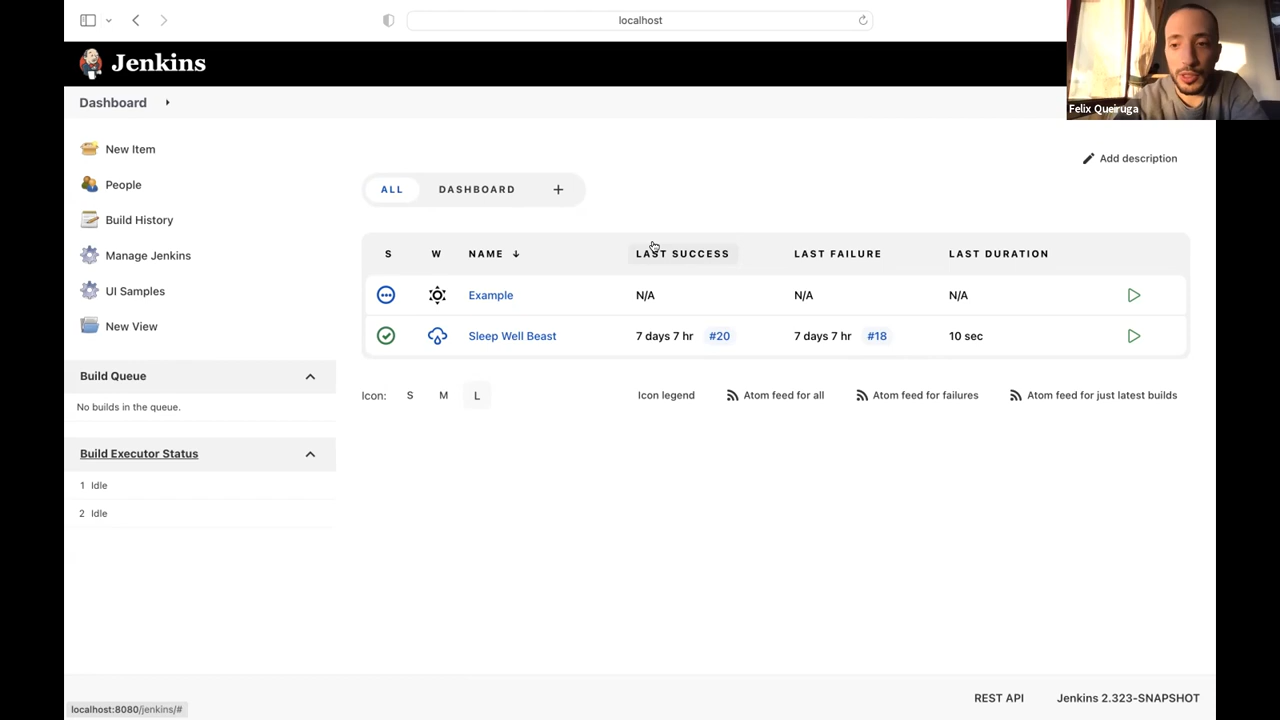 localhost
Jenkins
Felix Queiruga
Dashboard
New Item
People
Build History
Manage Jenkins
UI Samples
New View
Build Queue
No builds in the queue.
Build Executor Status
1 Idle
2 Idle
Add description
ALL DASHBOARD +
S W NAME ↓ LAST SUCCESS LAST FAILURE LAST DURATION
Example N/A N/A N/A
Sleep Well Beast 7 days 7 hr #20 7 days 7 hr #18 10 sec
Icon: S M L Icon legend Atom feed for all Atom feed for failures Atom feed for just latest builds
REST API Jenkins 2.323-SNAPSHOT
localhost:8080/jenkins/#